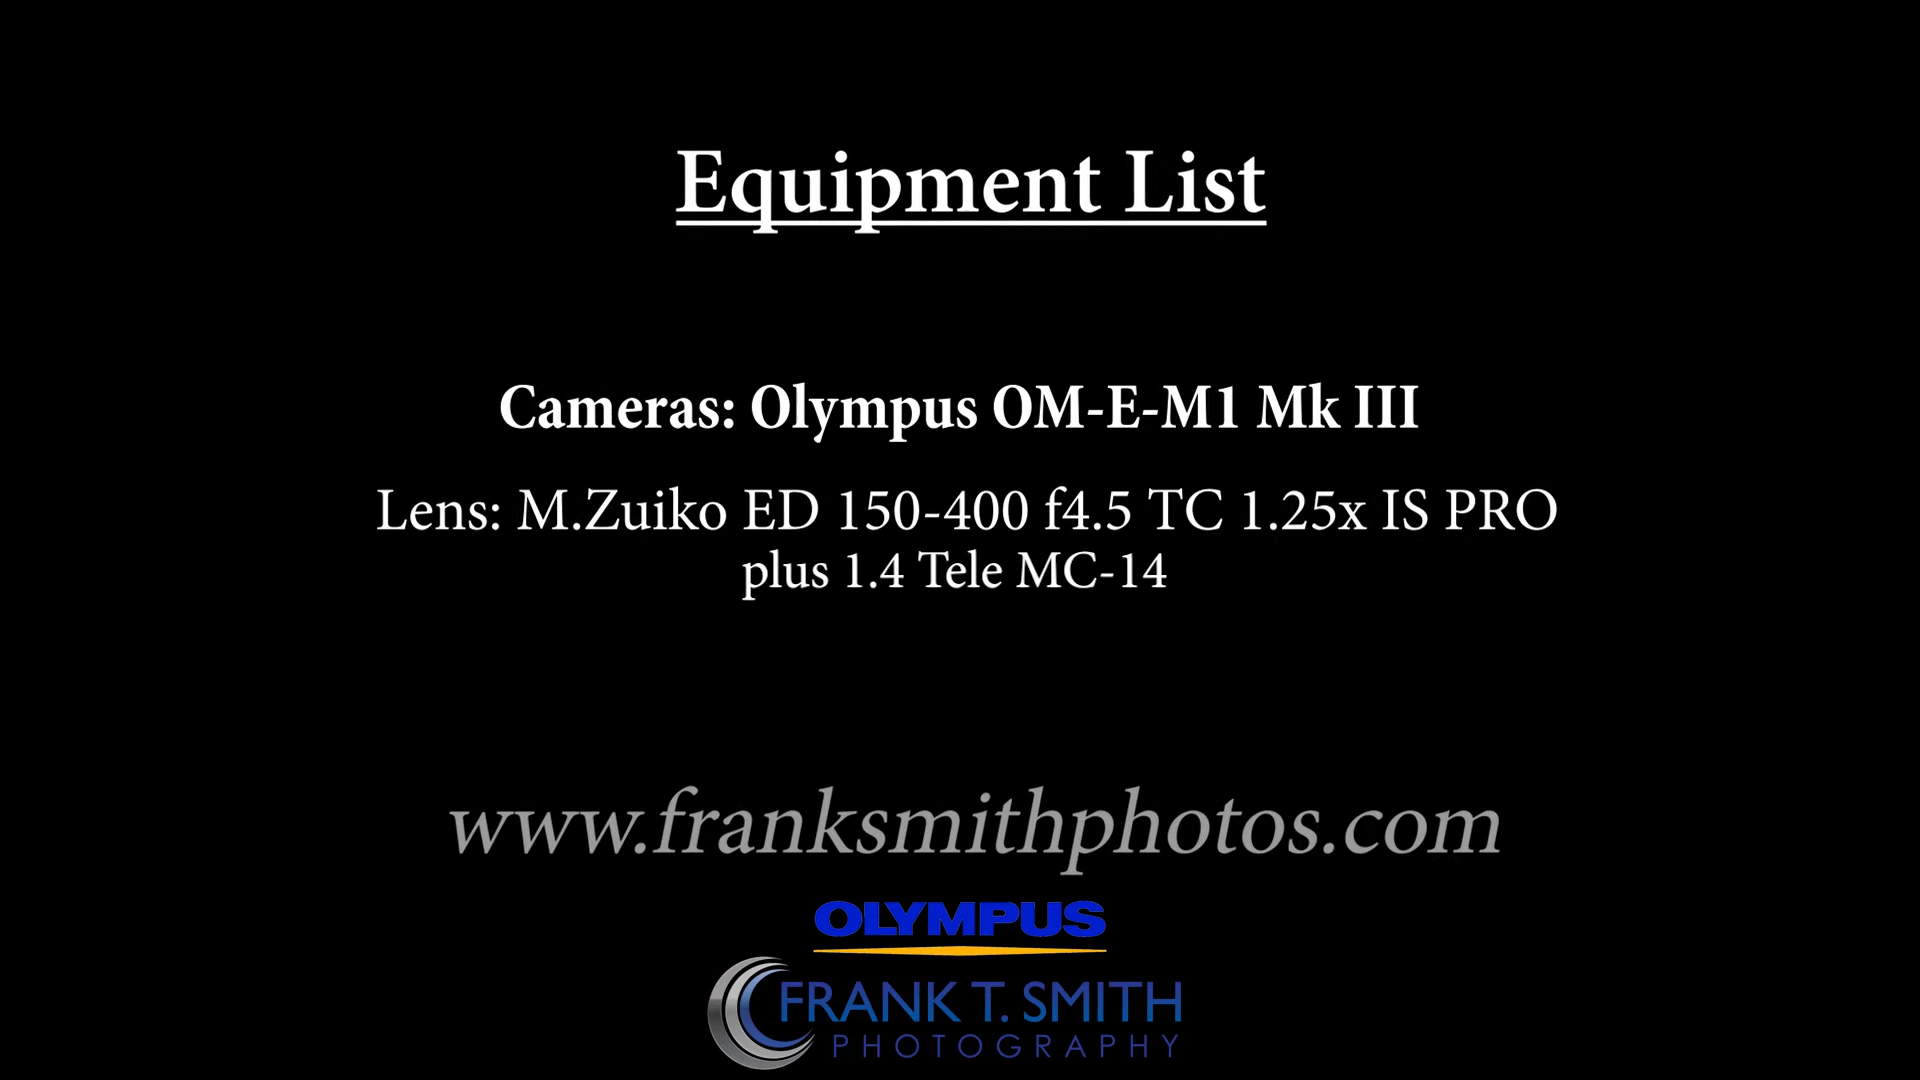 Equipment List
Cameras: Olympus OM-E-M1 Mk III
Lens: M.Zuiko ED 150-400 f4.5 TC 1.25x IS PRO
plus 1.4 Tele MC-14
www.franksmithphotos.com
OLYMPUS
FRANK T. SMITH
PHOTOGRAPHY